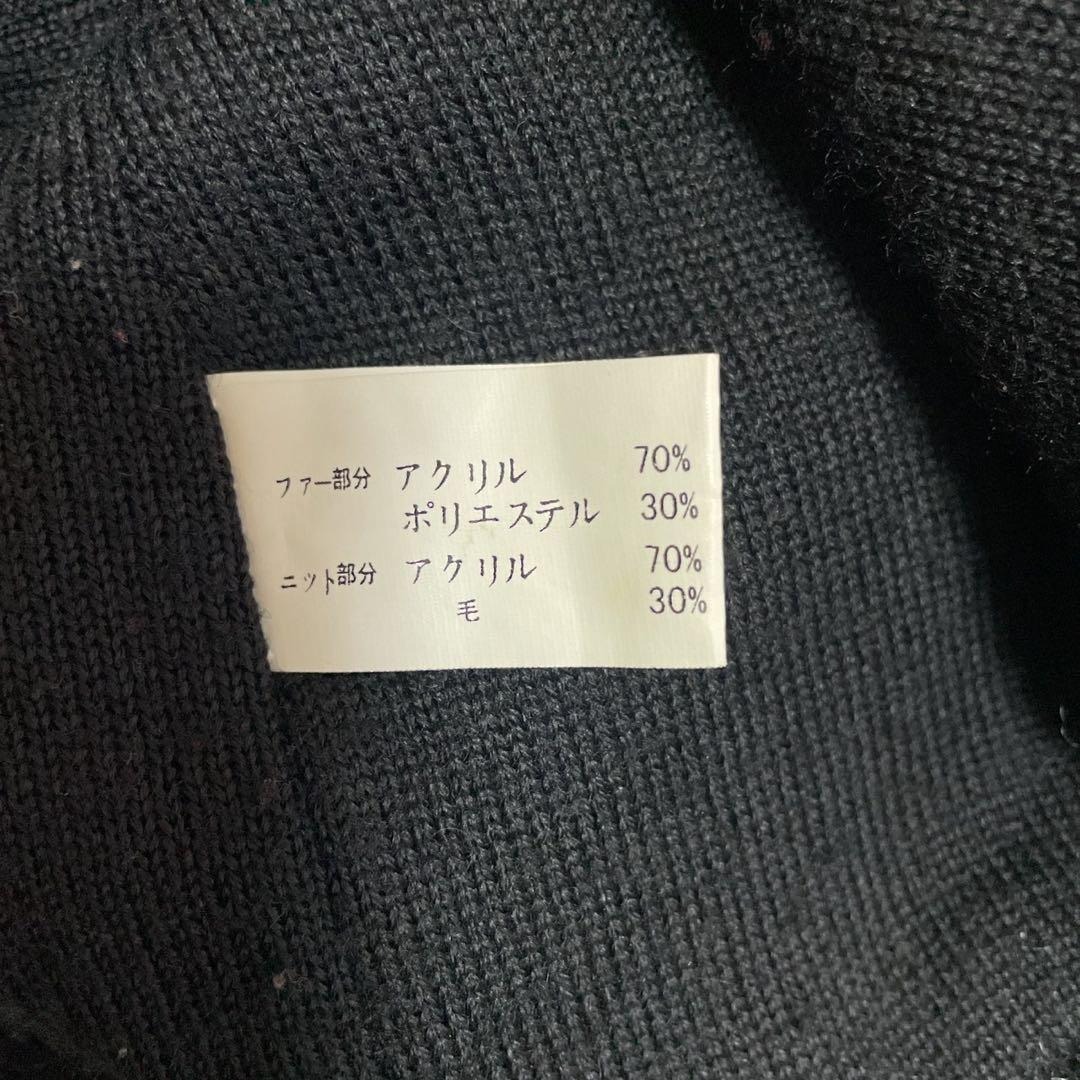 ファー部分 アクリル 70%
ポリエステル 30%
ニット部分 アクリル 70%
毛 30%